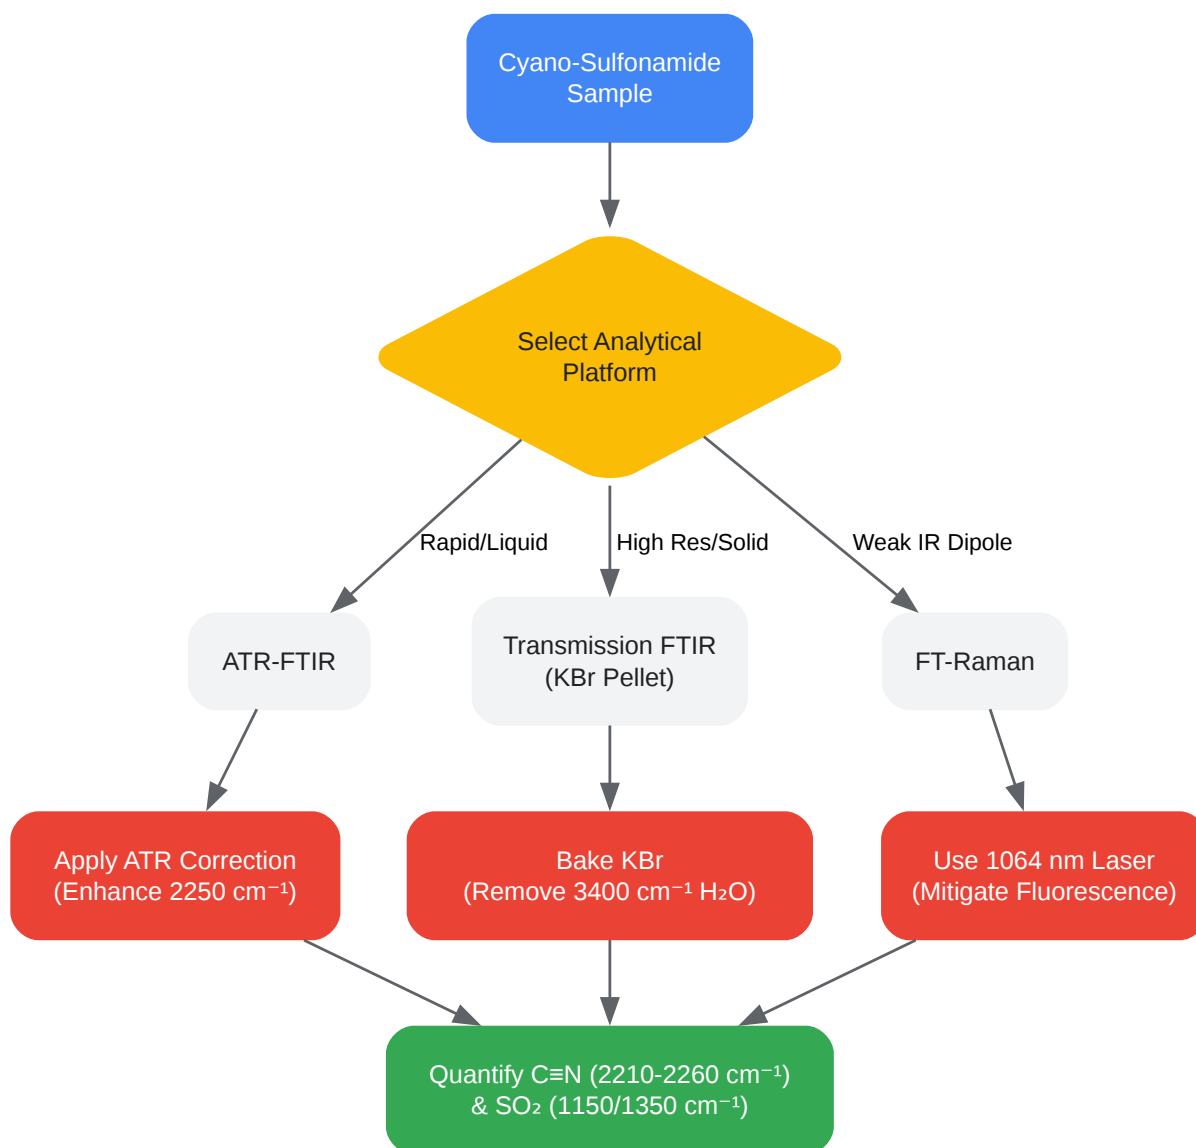 Cyano-Sulfonamide
Sample
Select Analytical
Platform
Rapid/Liquid
High Res/Solid
Weak IR Dipole
ATR-FTIR
Transmission FTIR
(KBr Pellet)
FT-Raman
Apply ATR Correction
(Enhance 2250 cm⁻¹)
Bake KBr
(Remove 3400 cm⁻¹ H₂O)
Use 1064 nm Laser
(Mitigate Fluorescence)
Quantify C≡N (2210-2260 cm⁻¹)
& SO₂ (1150/1350 cm⁻¹)